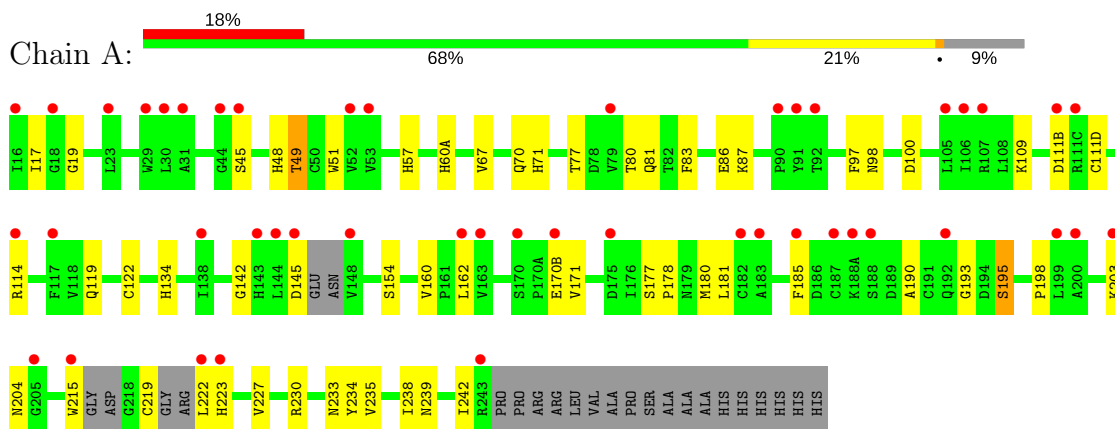 18%
Chain A:
68% 21% • 9%
I16 I17 G18 G19 L23 W29 L30 A31 G44 S45 H48 T49 C50 W51 V52 V53 H57 H60A V67 Q70 H71 T77 D78 V79 T80 Q81 T82 F83 E86 K87 P90 Y91 T92 F97 N98 D100 L105 I106 R107 L108 K109 D111B R111C C111D
R114 F117 V118 Q119 C122 H134 I138 G142 H143 L144 D145 GLU ASN V148 S154 V160 P161 L162 V163 S170 P170A E170B V171 D175 I176 S177 P178 N179 M180 L181 C182 A183 F185 D186 C187 K188A S188 D189 A190 C191 Q192 G193 D194 S195 P198 L199 A200 K203
N204 G205 W215 GLY ASP G218 C219 GLY ARG L222 H223 V227 R230 N233 Y234 V235 I238 N239 I242 R243 PRO PRO ARG ARG LEU VAL ALA PRO SER ALA ALA ALA HIS HIS HIS HIS HIS HIS